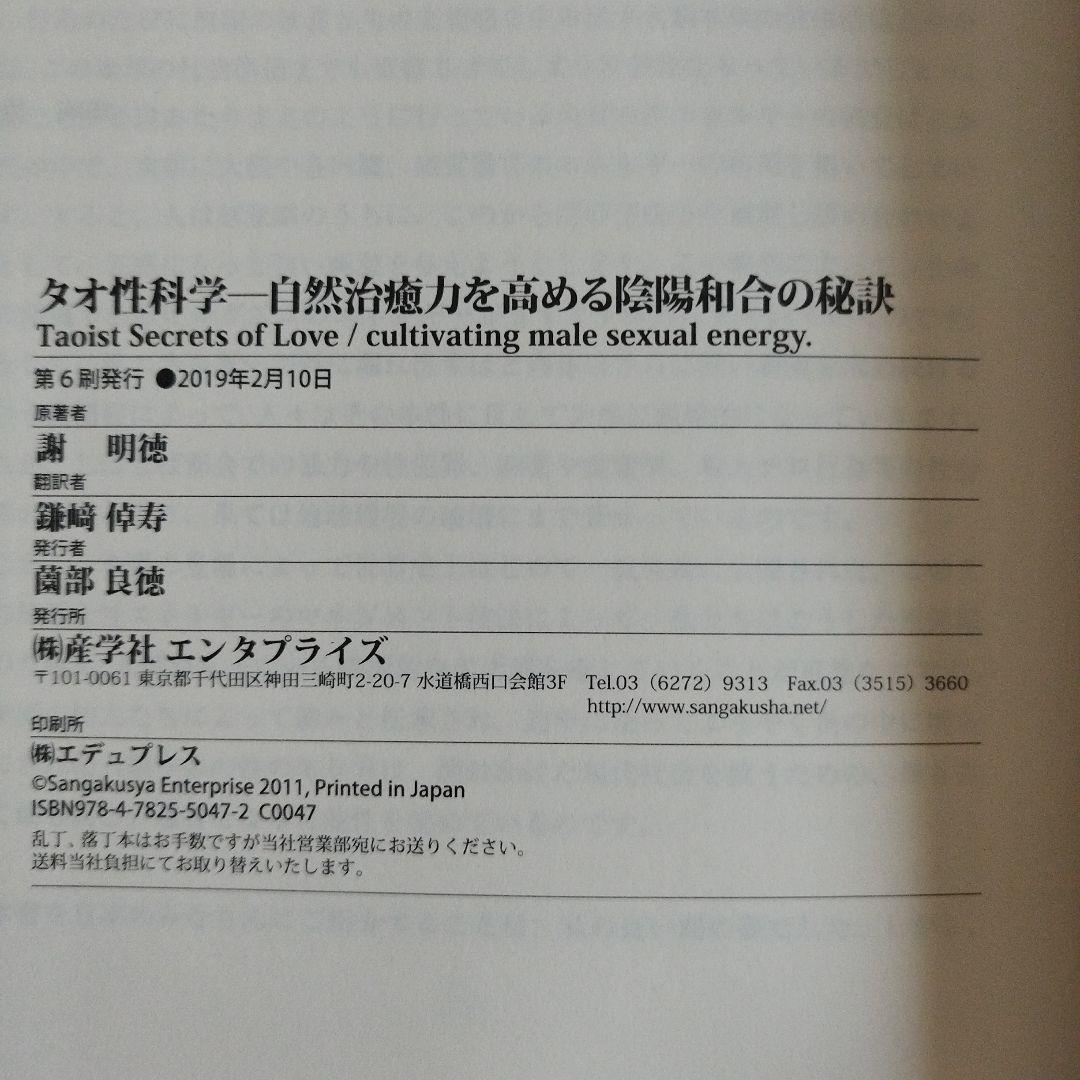 タオ性科学―自然治癒力を高める陰陽和合の秘訣
Taoist Secrets of Love / cultivating male sexual energy.
第6刷発行 ●2019年2月10日
原著者
謝 明徳
翻訳者
鎌﨑 倬寿
発行者
薗部 良徳
発行所
㈱産学社 エンタプライズ
〒101-0061 東京都千代田区神田三崎町2-20-7 水道橋西口会館3F Tel.03（6272）9313 Fax.03（3515）3660
http://www.sangakusha.net/
印刷所
㈱エデュプレス
©Sangakusya Enterprise 2011, Printed in Japan
ISBN978-4-7825-5047-2 C0047
乱丁、落丁本はお手数ですが当社営業部宛にお送りください。
送料当社負担にてお取り替えいたします。